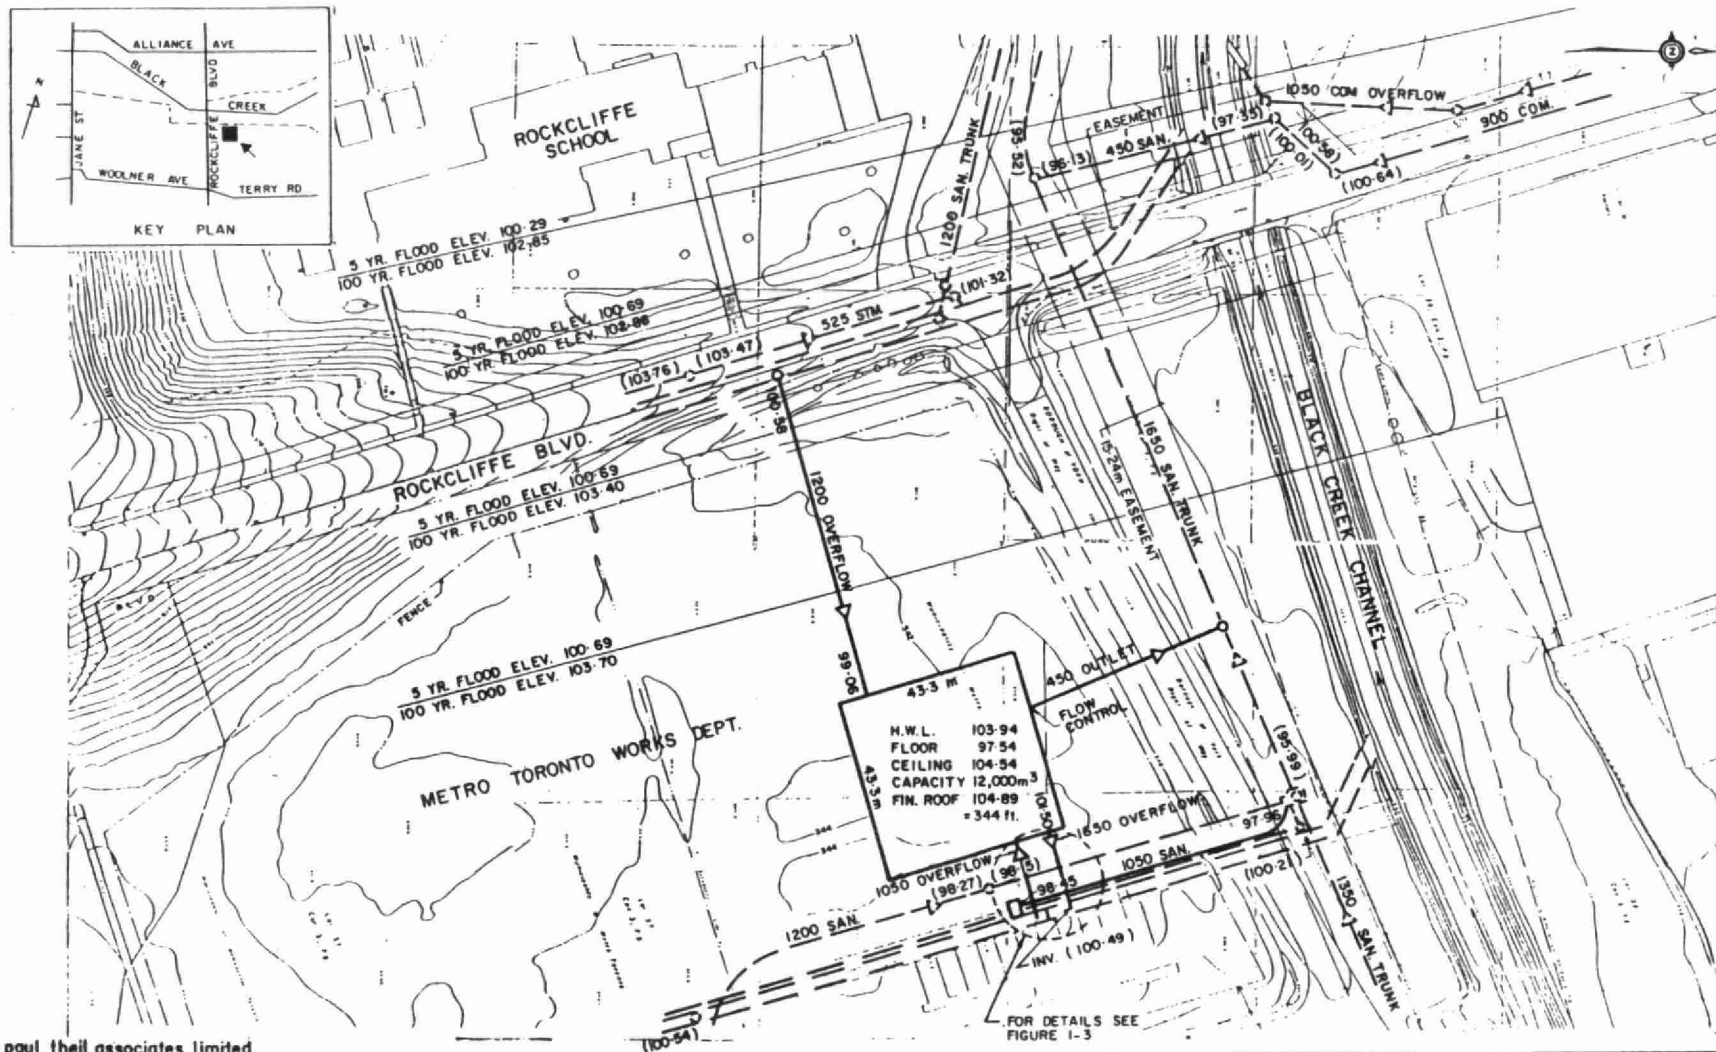 ALLIANCE AVE
BLACK
CREEK
ROCKCLIFFE BLVD
JANE ST
WOOLNER AVE
TERRY RD
N
KEY PLAN
ROCKCLIFFE
SCHOOL
5 YR. FLOOD ELEV. 100·29
100 YR. FLOOD ELEV. 102·85
5 YR. FLOOD ELEV. 100·69
100 YR. FLOOD ELEV.
(103·76)
(103·47)
525 STM
(101·32)
1200 SAN. TRUNK
(95·52)
(96·13)
450 SAN.
EASEMENT
(97·35)
1050 COM OVERFLOW
900 COM.
(100·58)
(100·01)
(100·64)
Z
ROCKCLIFFE BLVD.
5 YR. FLOOD ELEV. 100·69
100 YR. FLOOD ELEV. 103·40
100·58
1200 OVERFLOW
99·06
1650 SAN. TRUNK
15·24m EASEMENT
BLACK CREEK CHANNEL
BLVD
FENCE
5 YR. FLOOD ELEV. 100·69
100 YR. FLOOD ELEV. 103·70
METRO TORONTO WORKS DEPT.
342
43·3 m
43·3m
H.W.L. 103·94
FLOOR 97·54
CEILING 104·54
CAPACITY 12,000m³
FIN. ROOF 104·89
= 344 ft.
450 OUTLET
FLOW
CONTROL
(95·99)
101·50
1650 OVERFLOW
97·96
344
344
1050 OVERFLOW
(98·27)
(98·15)
98·45
1050 SAN.
(100·21)
1200 SAN.
INV. (100·49)
1350 SAN. TRUNK
(100·54)
FOR DETAILS SEE
FIGURE 1-3
paul theil associates limited